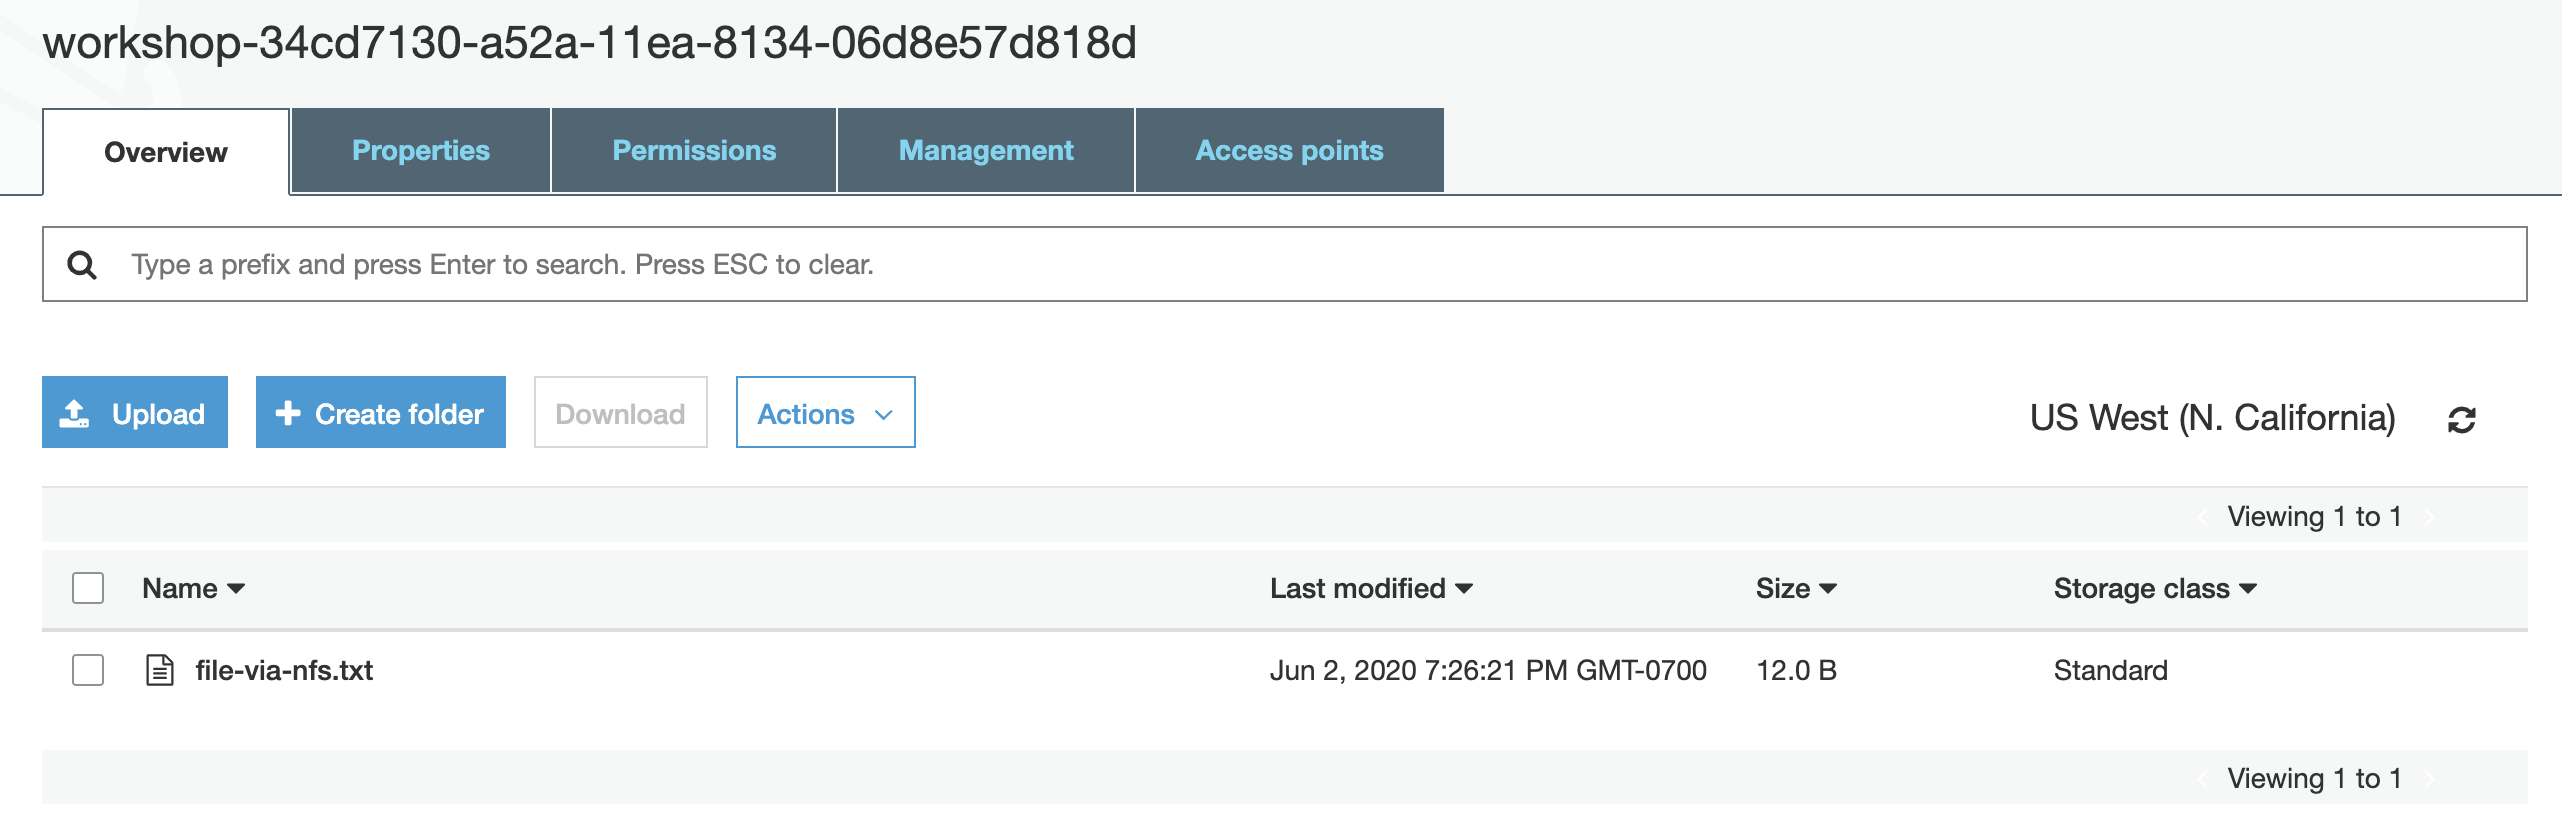 workshop-34cd7130-a52a-11ea-8134-06d8e57d818d
Overview Properties Permissions Management Access points
Type a prefix and press Enter to search. Press ESC to clear.
Upload Create folder Download Actions US West (N. California)
Viewing 1 to 1
Name Last modified Size Storage class
file-via-nfs.txt Jun 2, 2020 7:26:21 PM GMT-0700 12.0 B Standard
Viewing 1 to 1